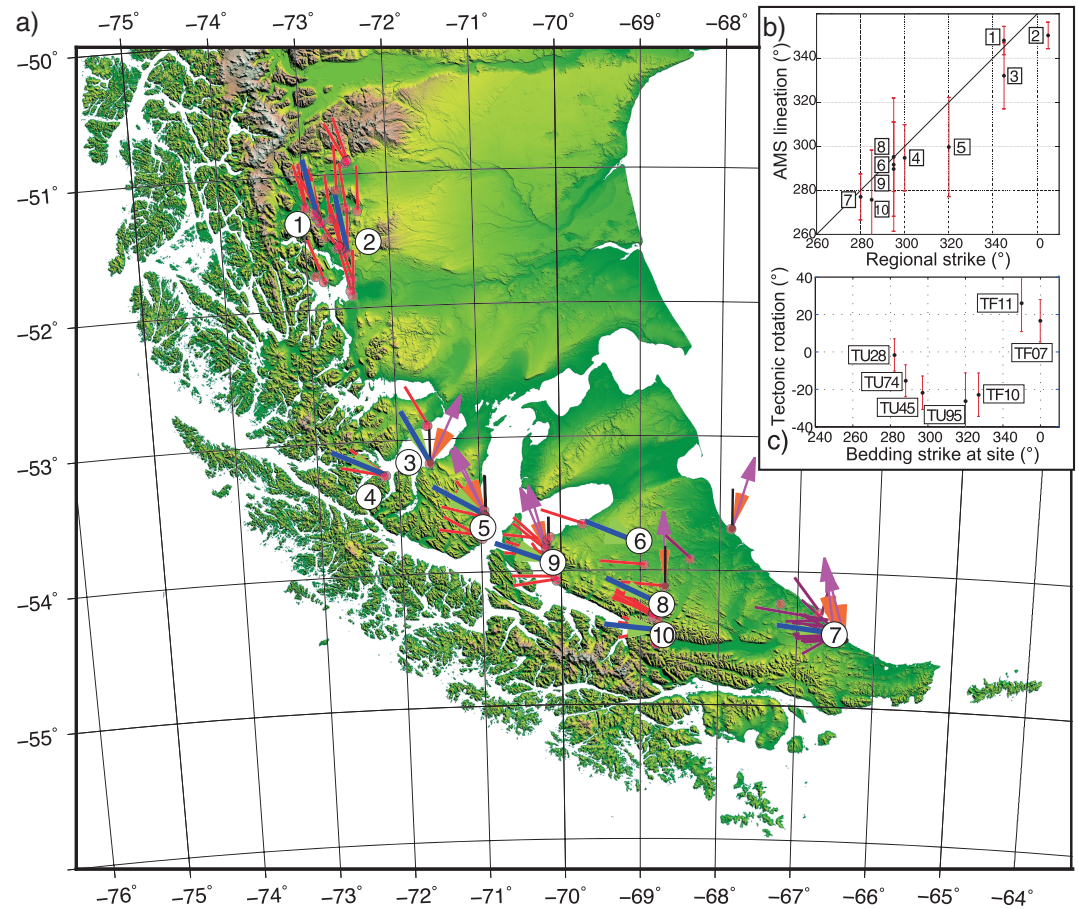 a)
−75° −74° −73° −72° −71° −70° −69° −68°
−50°
−51°
−52°
−53°
−54°
−55°
1
2
3
4
5
6
9
8
10
7
−76° −75° −74° −73° −72° −71° −70° −69° −68° −67° −66° −65° −64°
b)
AMS lineation (°)
340
320
300
280
260
1
2
3
8
6
4
5
9
7
10
260 280 300 320 340 0
Regional strike (°)
Tectonic rotation (°)
40
20
0
-20
-40
TF11
TF07
TU28
TU74
TU45
TU95
TF10
c)
240 260 280 300 320 340 0
Bedding strike at site (°)